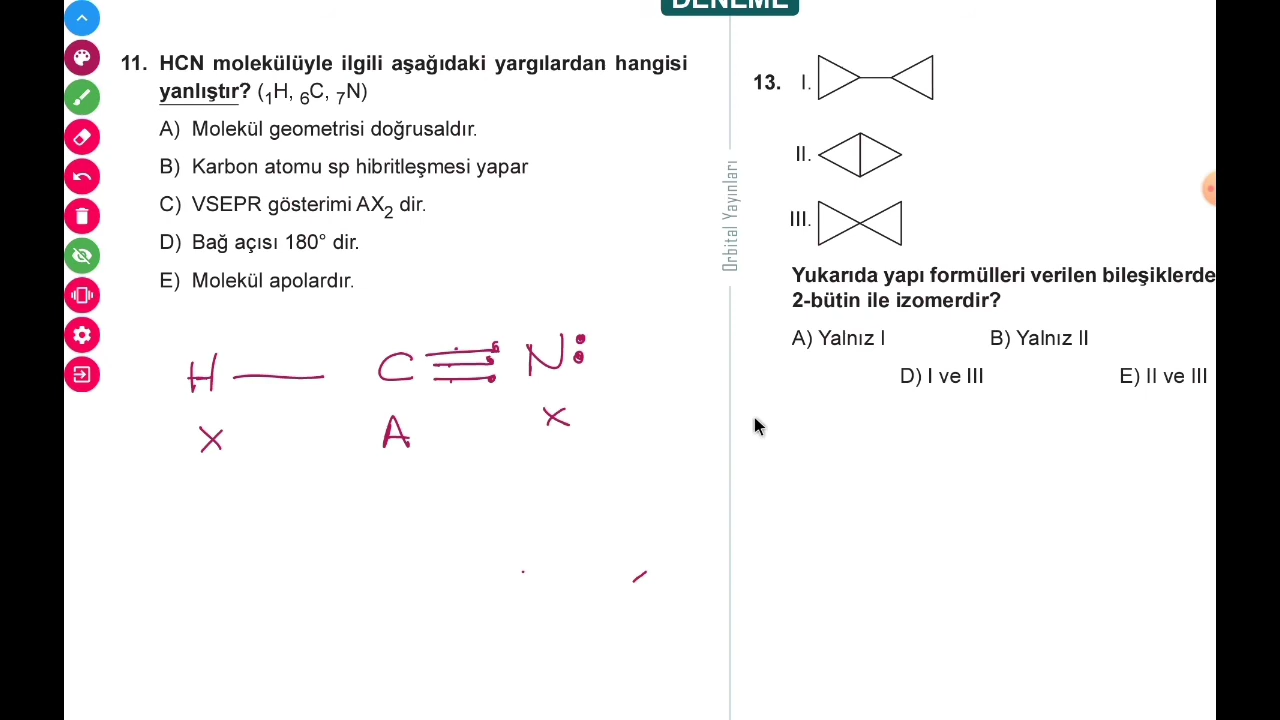 DENEME
11. HCN molekülüyle ilgili aşağıdaki yargılardan hangisi
yanlıştır? (₁H, ₆C, ₇N)
A) Molekül geometrisi doğrusaldır.
B) Karbon atomu sp hibritleşmesi yapar
C) VSEPR gösterimi AX₂ dir.
D) Bağ açısı 180° dir.
E) Molekül apolardır.
H — C ≡ N:
X A X
Orbital Yayınları
13. I.
II.
III.
Yukarıda yapı formülleri verilen bileşiklerde
2-bütin ile izomerdir?
A) Yalnız I B) Yalnız II
D) I ve III E) II ve III